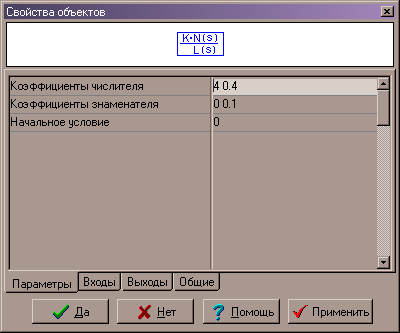 Свойства объектов
K·N(s)
L(s)
Коэффициенты числителя 4 0.4
Коэффициенты знаменателя 0 0.1
Начальное условие 0
Параметры Входы Выходы Общие
Да Нет Помощь Применить